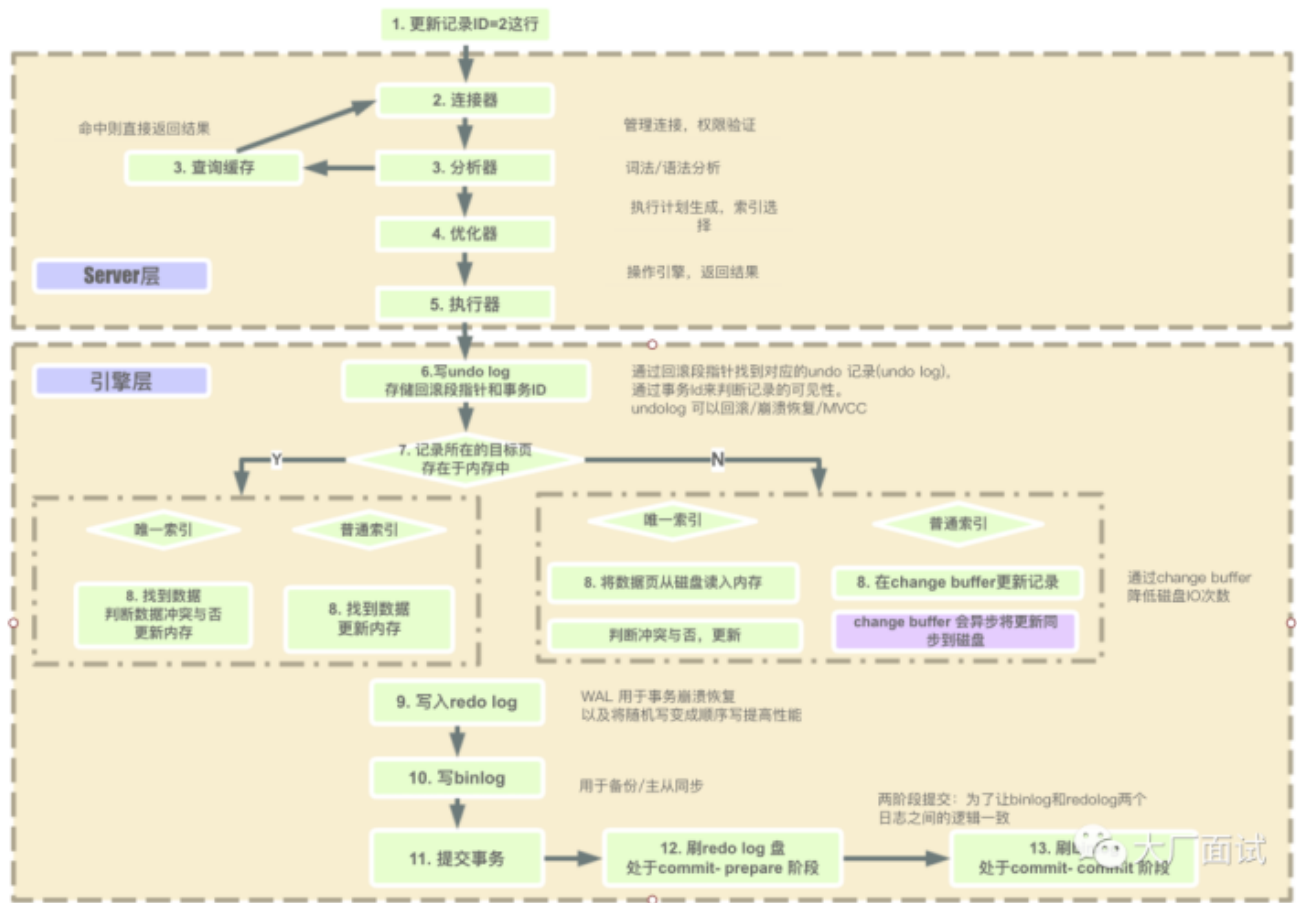 1. 更新记录ID=2这行
2. 连接器
命中则直接返回结果
管理连接，权限验证
3. 查询缓存
3. 分析器
词法/语法分析
执行计划生成，索引选
择
4. 优化器
Server层
操作引擎，返回结果
5. 执行器
引擎层
6.写undo log
存储回滚段指针和事务ID
通过回滚段指针找到对应的undo 记录(undo log)，
通过事务Id来判断记录的可见性。
undolog 可以回滚/崩溃恢复/MVCC
7. 记录所在的目标页
存在于内存中
Y
N
唯一索引
普通索引
唯一索引
普通索引
8. 找到数据
判断数据冲突与否
更新内存
8. 找到数据
更新内存
8. 将数据页从磁盘读入内存
判断冲突与否，更新
8. 在change buffer更新记录
change buffer 会异步将更新同
步到磁盘
通过change buffer
降低磁盘IO次数
9. 写入redo log
WAL 用于事务崩溃恢复
以及将随机写变成顺序写提高性能
10. 写binlog
用于备份/主从同步
两阶段提交：为了让binlog和redolog两个
日志之间的逻辑一致
11. 提交事务
12. 刷redo log 盘
处于commit- prepare 阶段
13. 刷
处于commit- commit 阶段
大厂面试